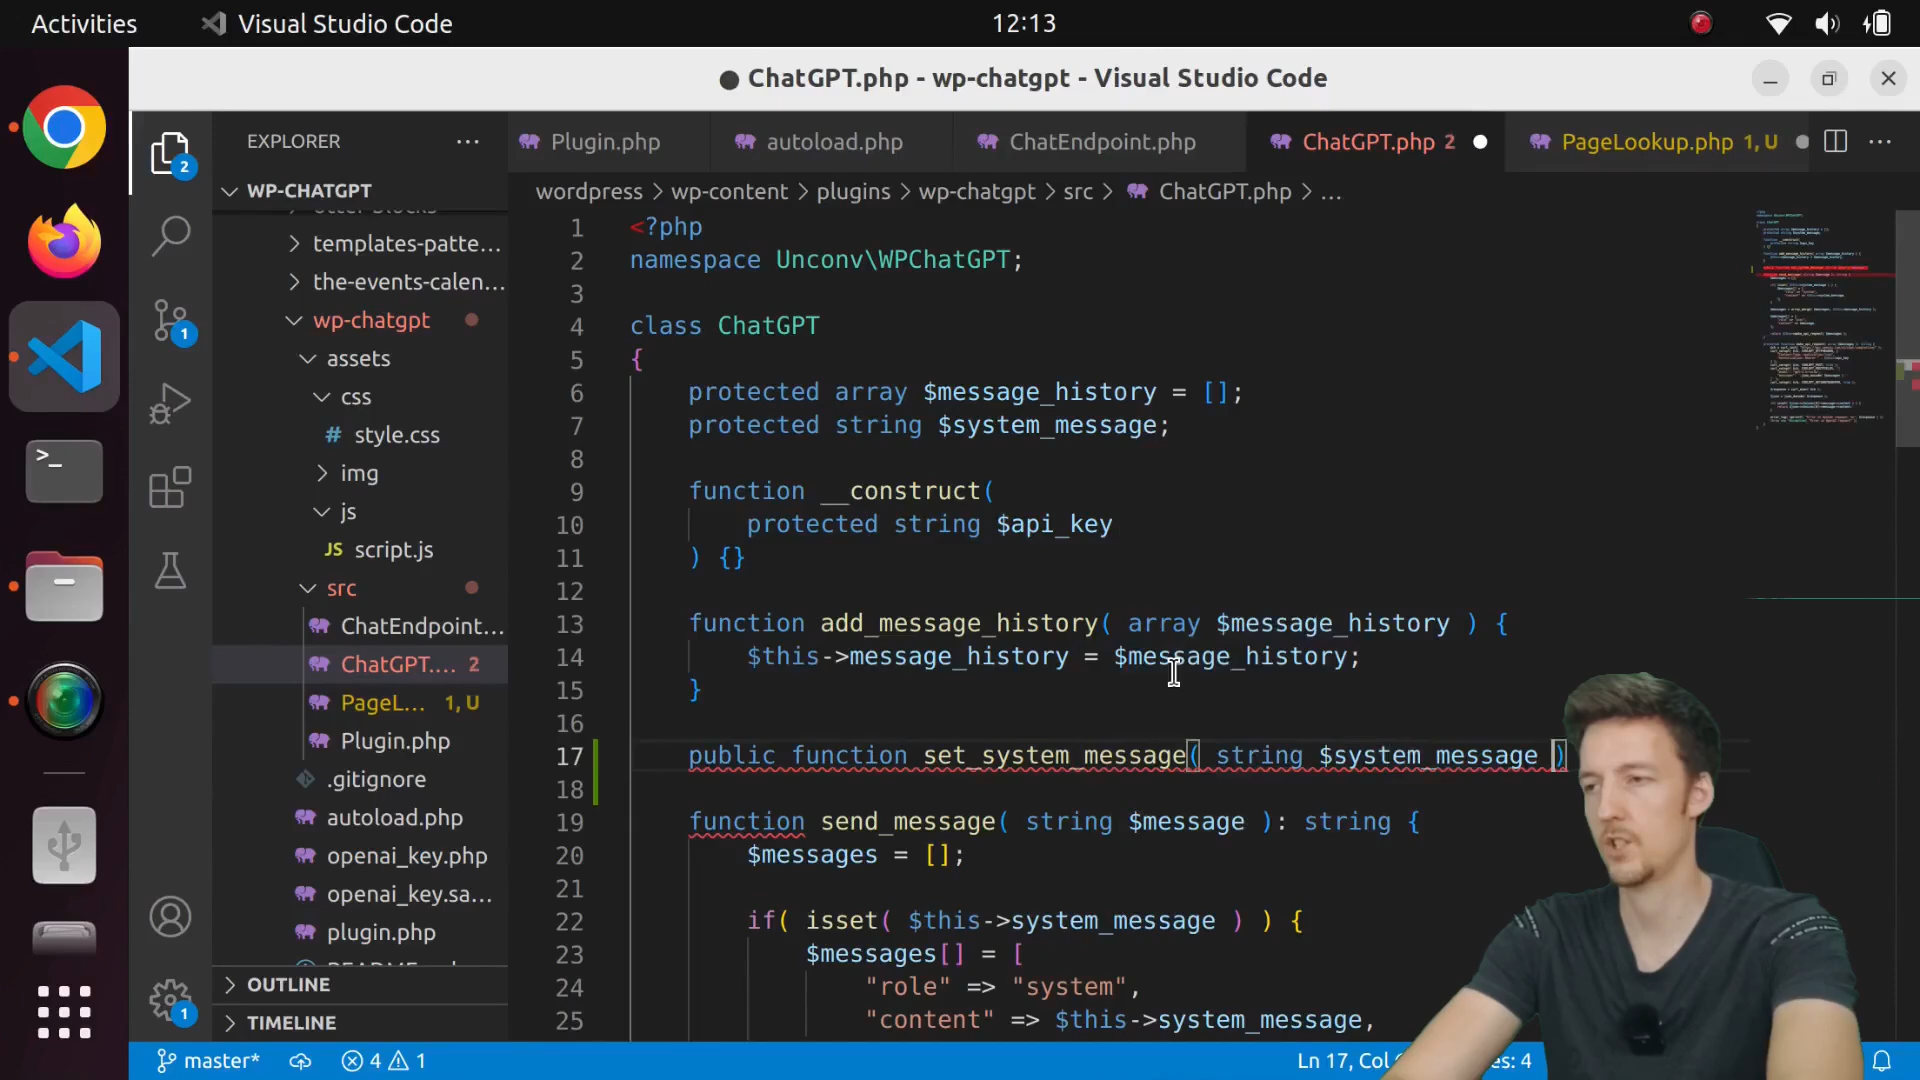 Activities
Visual Studio Code
12:13
● ChatGPT.php - wp-chatgpt - Visual Studio Code
EXPLORER
Plugin.php
autoload.php
ChatEndpoint.php
ChatGPT.php 2
PageLookup.php 1, U
WP-CHATGPT
wordpress > wp-content > plugins > wp-chatgpt > src > ChatGPT.php > ...
templates-patte...
the-events-calen...
wp-chatgpt
assets
css
# style.css
img
js
JS script.js
src
ChatEndpoint...
ChatGPT.... 2
PageL... 1, U
Plugin.php
.gitignore
autoload.php
openai_key.php
openai_key.sa...
plugin.php
OUTLINE
TIMELINE
2
1
1
1 <?php
2 namespace Unconv\WPChatGPT;
3
4 class ChatGPT
5 {
6 protected array $message_history = [];
7 protected string $system_message;
8
9 function __construct(
10 protected string $api_key
11 ) {}
12
13 function add_message_history( array $message_history ) {
14 $this->message_history = $message_history;
15 }
16
17 public function set_system_message( string $system_message )
18
19 function send_message( string $message ): string {
20 $messages = [];
21
22 if( isset( $this->system_message ) ) {
23 $messages[] = [
24 "role" => "system",
25 "content" => $this->system_message,
master*
4
1
Ln 17, Col
es: 4